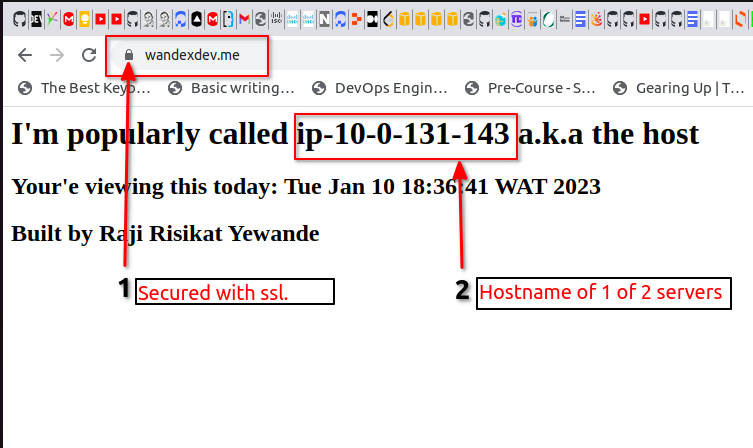 wandexdev.me
The Best Keyb… Basic writing… DevOps Engin… Pre-Course - S… Gearing Up | T…
I'm popularly called ip-10-0-131-143 a.k.a the host
Your'e viewing this today: Tue Jan 10 18:36:41 WAT 2023
Built by Raji Risikat Yewande
1 Secured with ssl. 2 Hostname of 1 of 2 servers